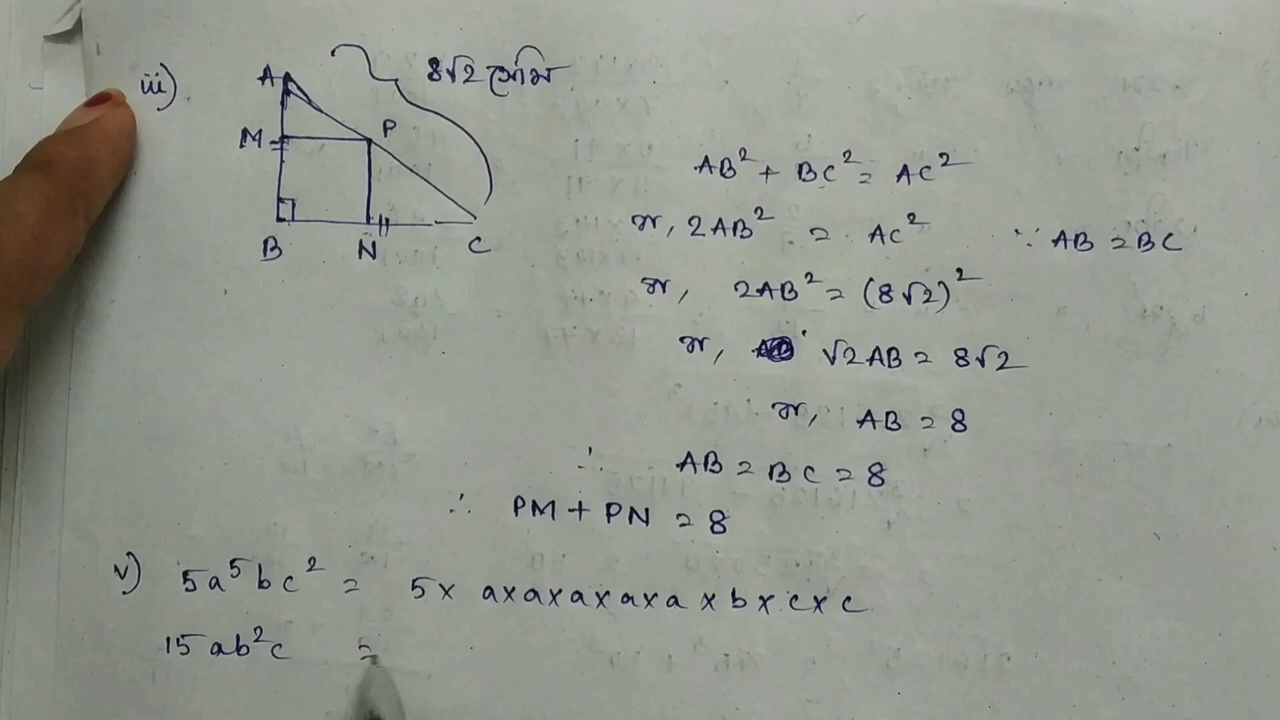 iii)
A
8√2 সেমি
M
P
B N C
AB² + BC² = AC²
বা, 2AB² = AC² ∵ AB = BC
বা, 2AB² = (8√2)²
বা, √2AB = 8√2
বা, AB = 8
∴ AB = BC = 8
∴ PM + PN = 8
v) 5a⁵bc² = 5× a×a×a×a×a × b × c× c
15ab²c =